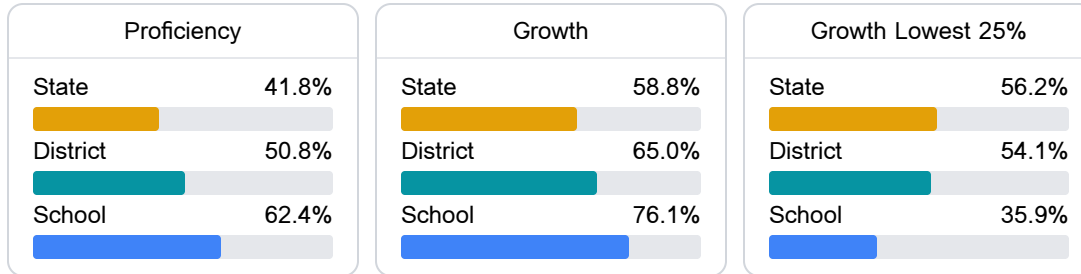 Proficiency
State 41.8%
District 50.8%
School 62.4%
Growth
State 58.8%
District 65.0%
School 76.1%
Growth Lowest 25%
State 56.2%
District 54.1%
School 35.9%